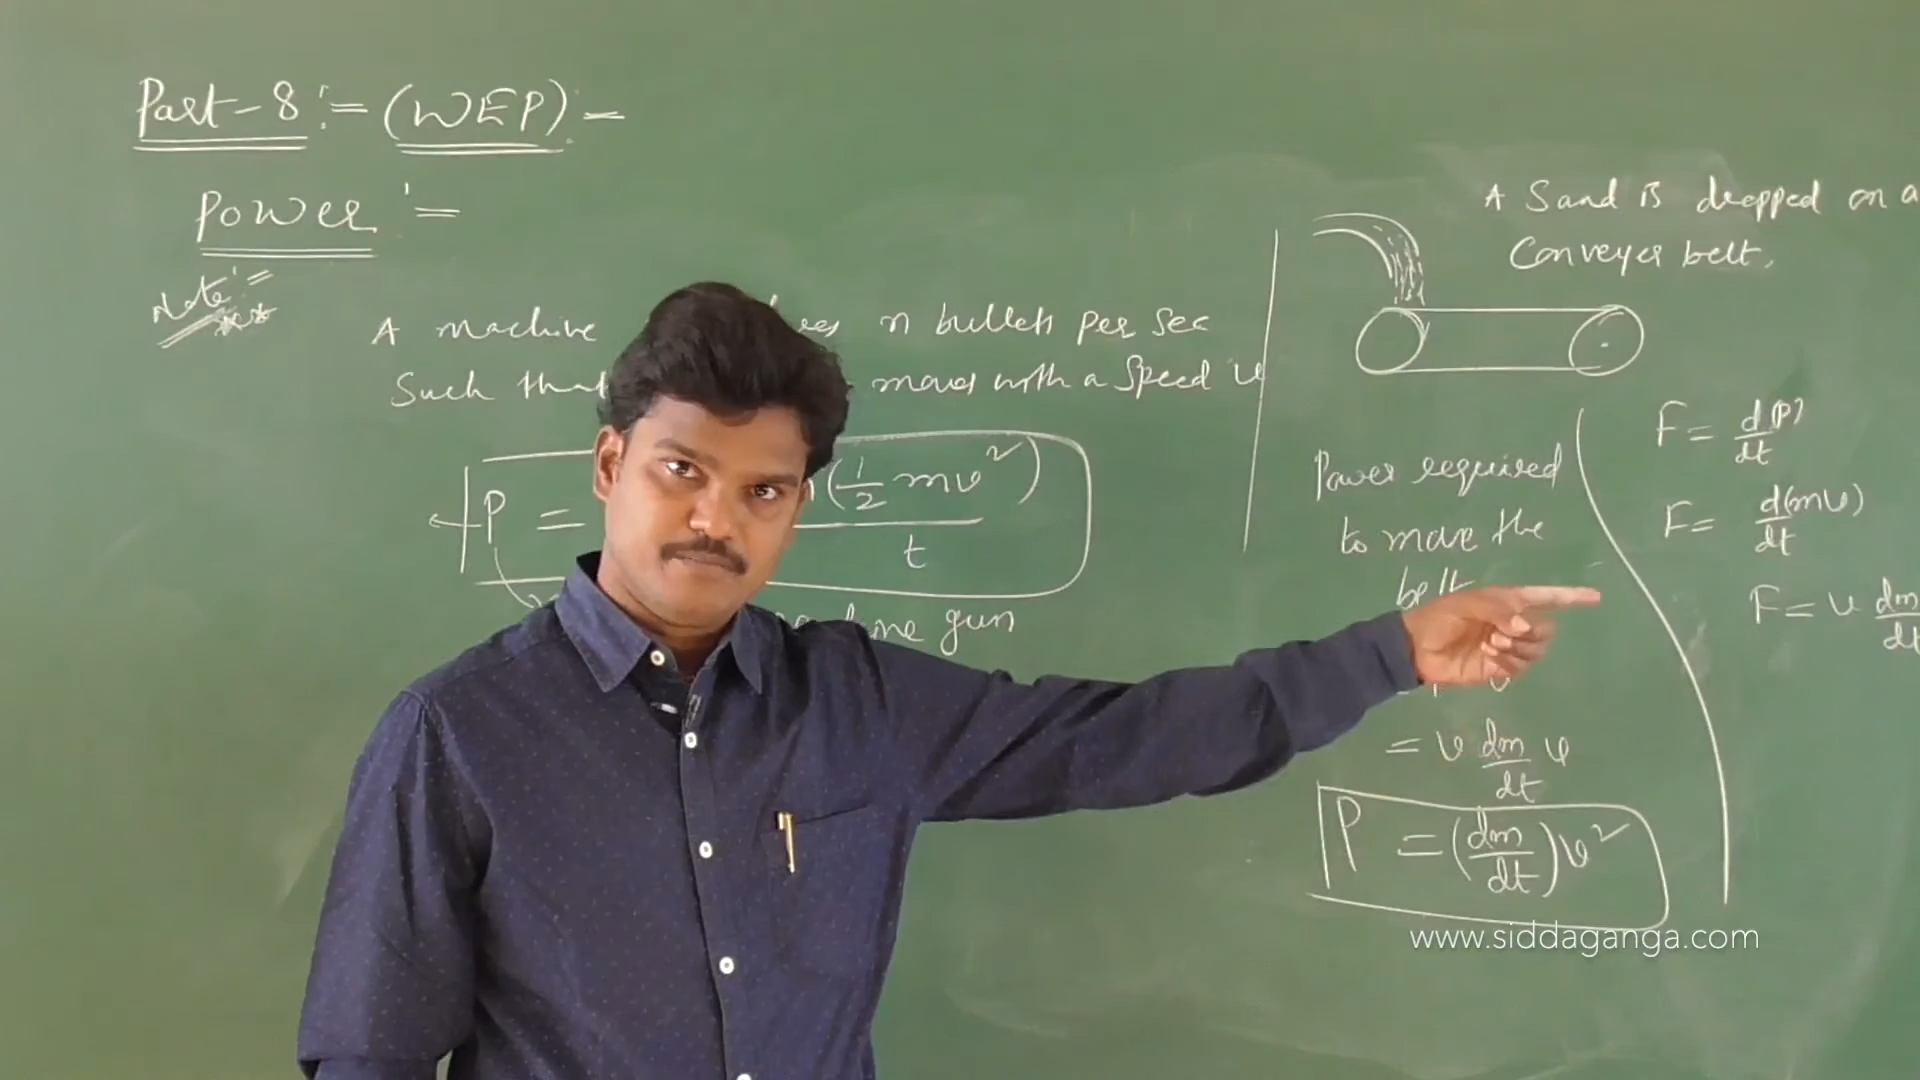 Part-8:= (WEP):-
Power:=
Note:=
A machine n bullets per sec
Such that moves with a speed v
P = (1/2 mv²) / t
gun
A Sand is dropped on a
Conveyer belt,
Power required
to move the
belt
= v dm/dt v
P = (dm/dt)v²
F = d(P)/dt
F = d(mv)/dt
F = v dm/dt
www.siddaganga.com